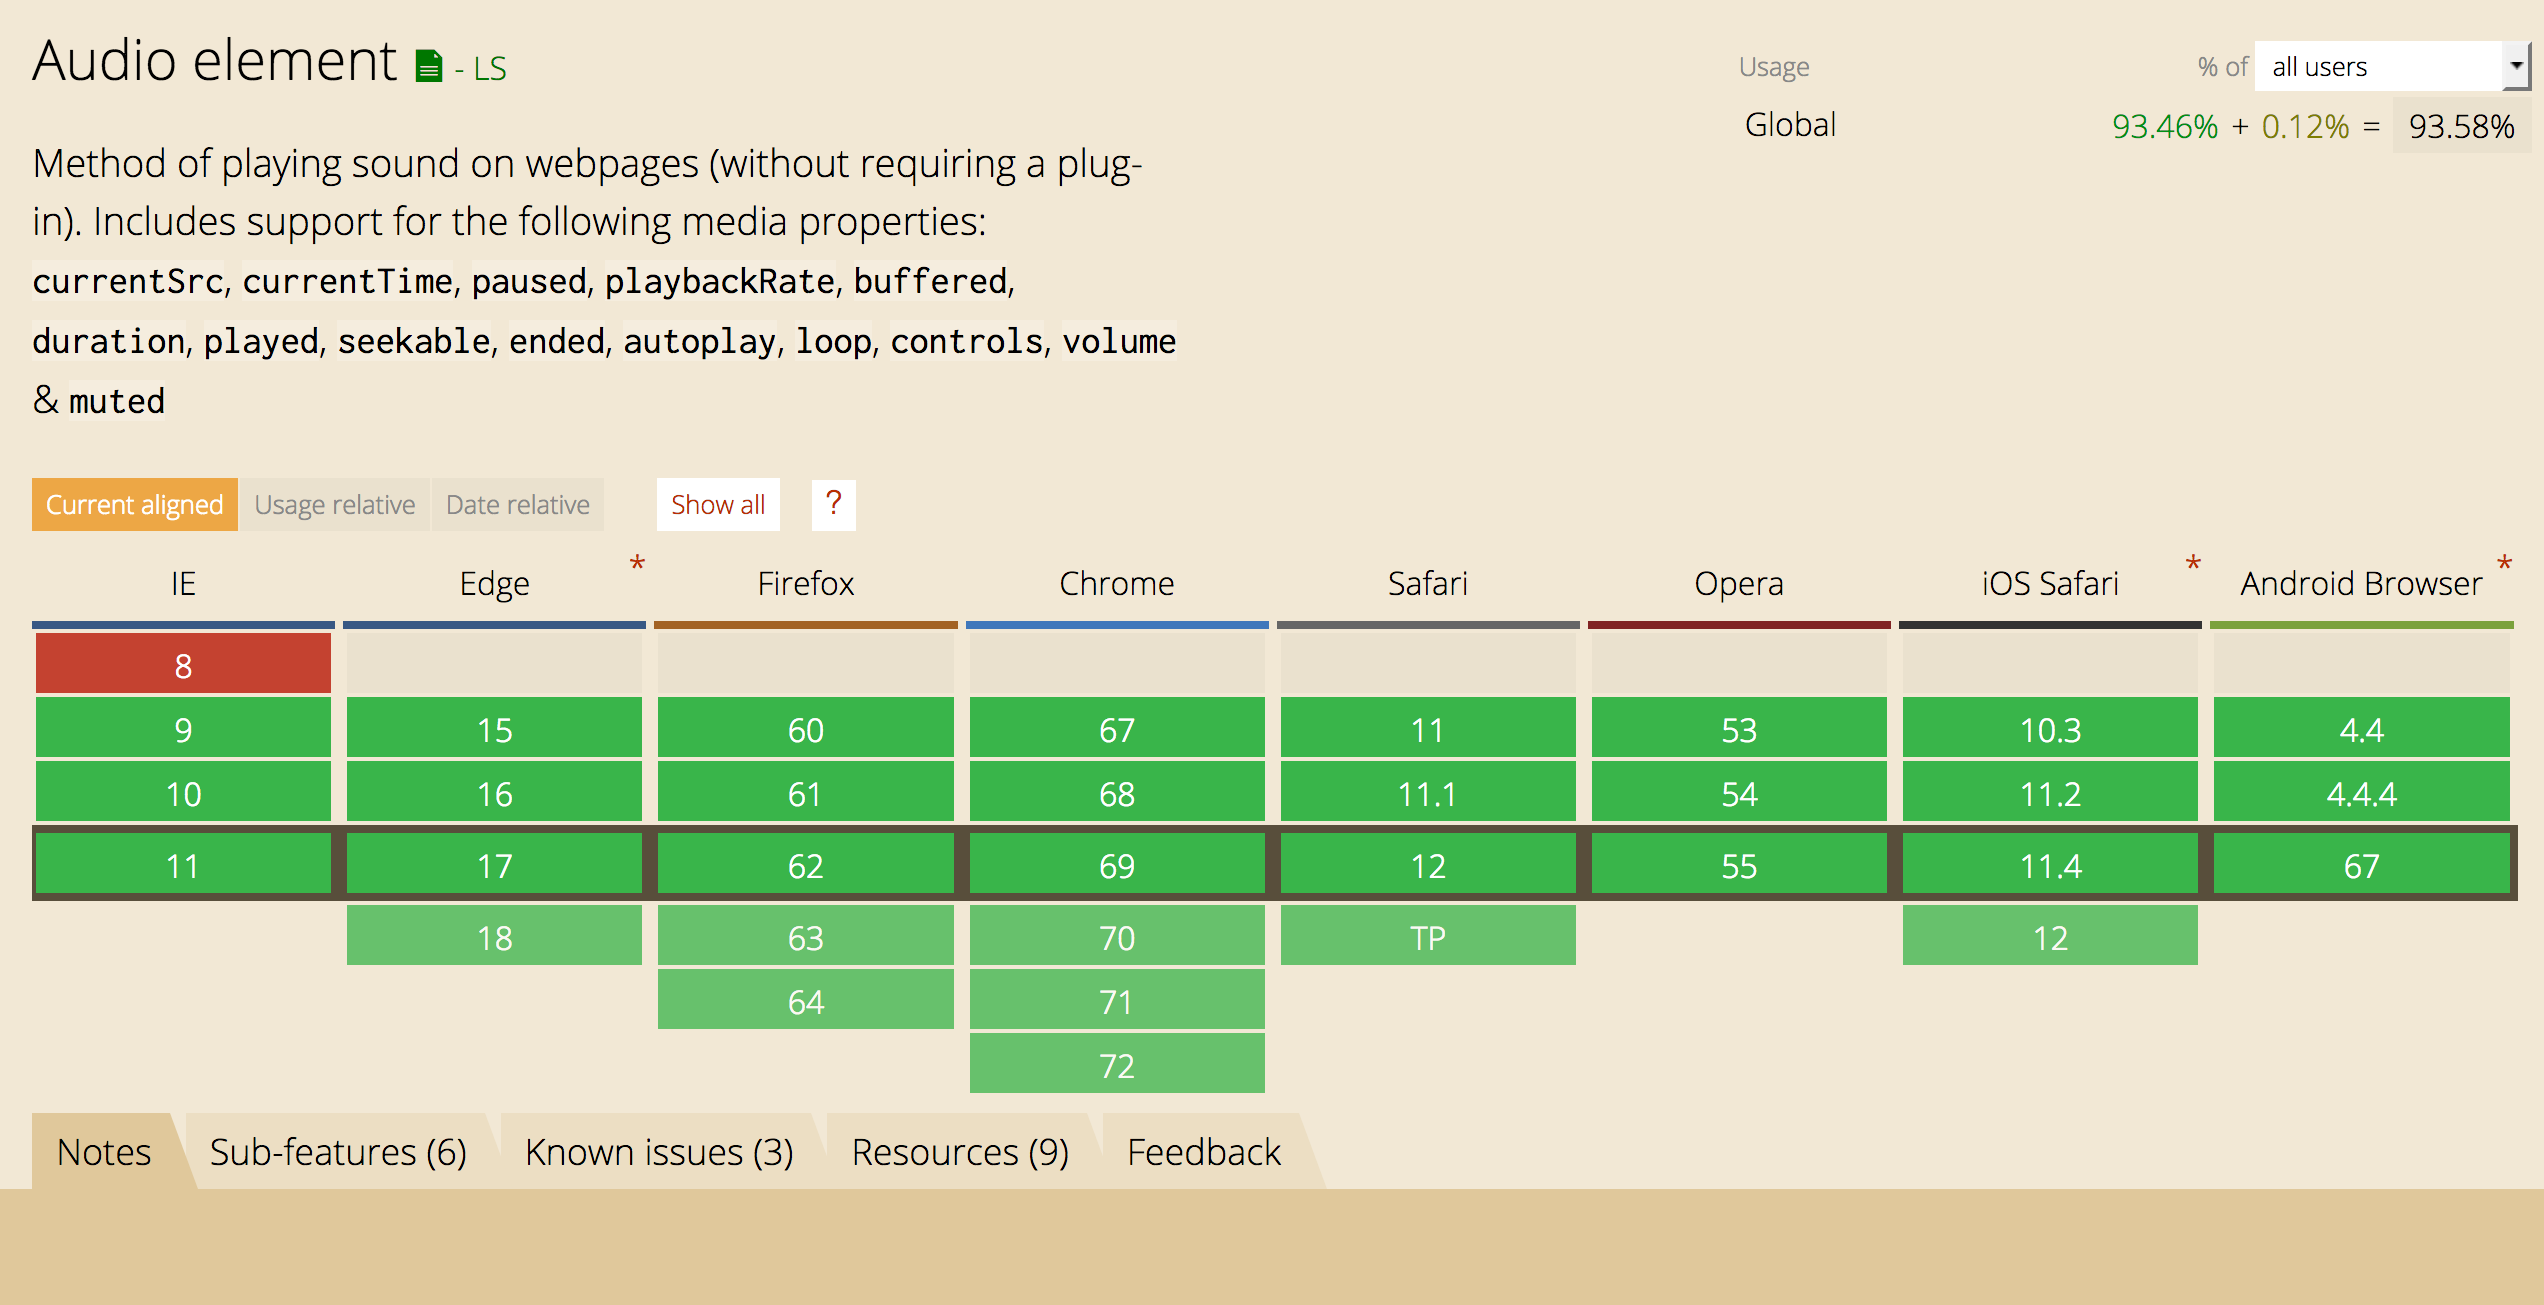 Audio element - LS
Usage % of all users
Global 93.46% + 0.12% = 93.58%
Method of playing sound on webpages (without requiring a plug-
in). Includes support for the following media properties:
currentSrc, currentTime, paused, playbackRate, buffered,
duration, played, seekable, ended, autoplay, loop, controls, volume
& muted
Current aligned Usage relative Date relative Show all ?
IE Edge * Firefox Chrome Safari Opera iOS Safari * Android Browser *
8
9 15 60 67 11 53 10.3 4.4
10 16 61 68 11.1 54 11.2 4.4.4
11 17 62 69 12 55 11.4 67
18 63 70 TP 12
64 71
72
Notes Sub-features (6) Known issues (3) Resources (9) Feedback